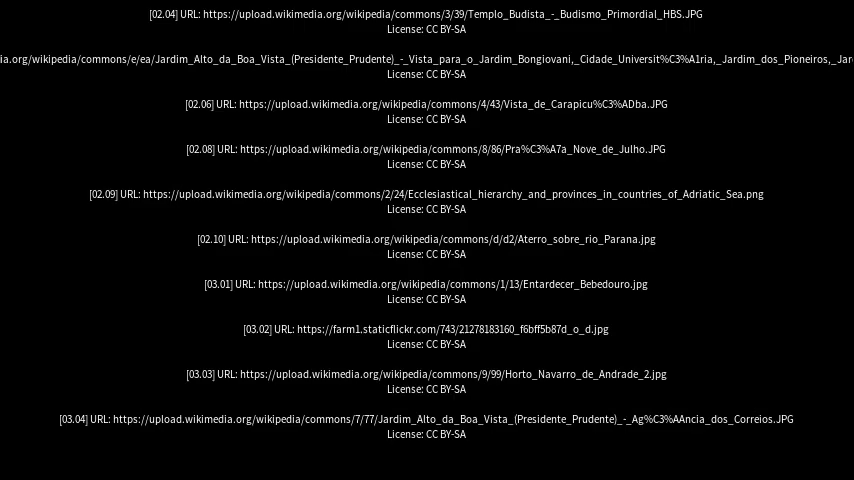 [02.04] URL: https://upload.wikimedia.org/wikipedia/commons/3/39/Templo_Budista_-_Budismo_Primordial_HBS.JPG
License: CC BY-SA
ia.org/wikipedia/commons/e/ea/Jardim_Alto_da_Boa_Vista_(Presidente_Prudente)_-_Vista_para_o_Jardim_Bongiovani,_Cidade_Universit%C3%A1ria,_Jardim_dos_Pioneiros,_Jar
License: CC BY-SA
[02.06] URL: https://upload.wikimedia.org/wikipedia/commons/4/43/Vista_de_Carapicu%C3%ADba.JPG
License: CC BY-SA
[02.08] URL: https://upload.wikimedia.org/wikipedia/commons/8/86/Pra%C3%A7a_Nove_de_Julho.JPG
License: CC BY-SA
[02.09] URL: https://upload.wikimedia.org/wikipedia/commons/2/24/Ecclesiastical_hierarchy_and_provinces_in_countries_of_Adriatic_Sea.png
License: CC BY-SA
[02.10] URL: https://upload.wikimedia.org/wikipedia/commons/d/d2/Aterro_sobre_rio_Parana.jpg
License: CC BY-SA
[03.01] URL: https://upload.wikimedia.org/wikipedia/commons/1/13/Entardecer_Bebedouro.jpg
License: CC BY-SA
[03.02] URL: https://farm1.staticflickr.com/743/21278183160_f6bff5b87d_o_d.jpg
License: CC BY-SA
[03.03] URL: https://upload.wikimedia.org/wikipedia/commons/9/99/Horto_Navarro_de_Andrade_2.jpg
License: CC BY-SA
[03.04] URL: https://upload.wikimedia.org/wikipedia/commons/7/77/Jardim_Alto_da_Boa_Vista_(Presidente_Prudente)_-_Ag%C3%AAncia_dos_Correios.JPG
License: CC BY-SA